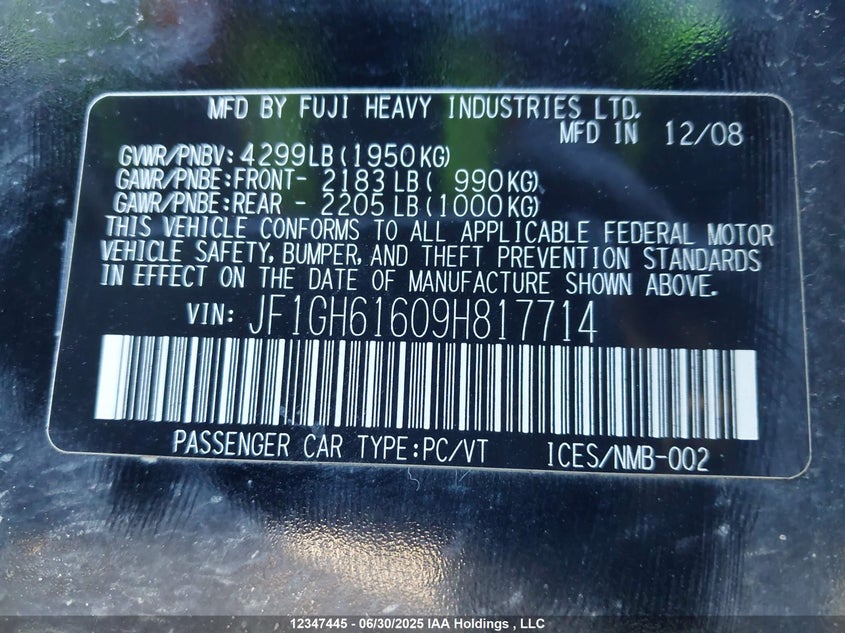 MFD BY FUJI HEAVY INDUSTRIES LTD.
MFD IN 12/08
GVWR/PNBV: 4299LB (1950KG)
GAWR/PNBE:FRONT- 2183 LB ( 990KG)
GAWR/PNBE:REAR - 2205 LB (1000KG)
THIS VEHICLE CONFORMS TO ALL APPLICABLE FEDERAL MOTOR
VEHICLE SAFETY, BUMPER, AND THEFT PREVENTION STANDARDS
IN EFFECT ON THE DATE OF MANUFACTURE SHOWN ABOVE.
VIN: JF1GH61609H817714
PASSENGER CAR TYPE:PC/VT ICES/NMB-002
12347445 - 06/30/2025 IAA Holdings , LLC